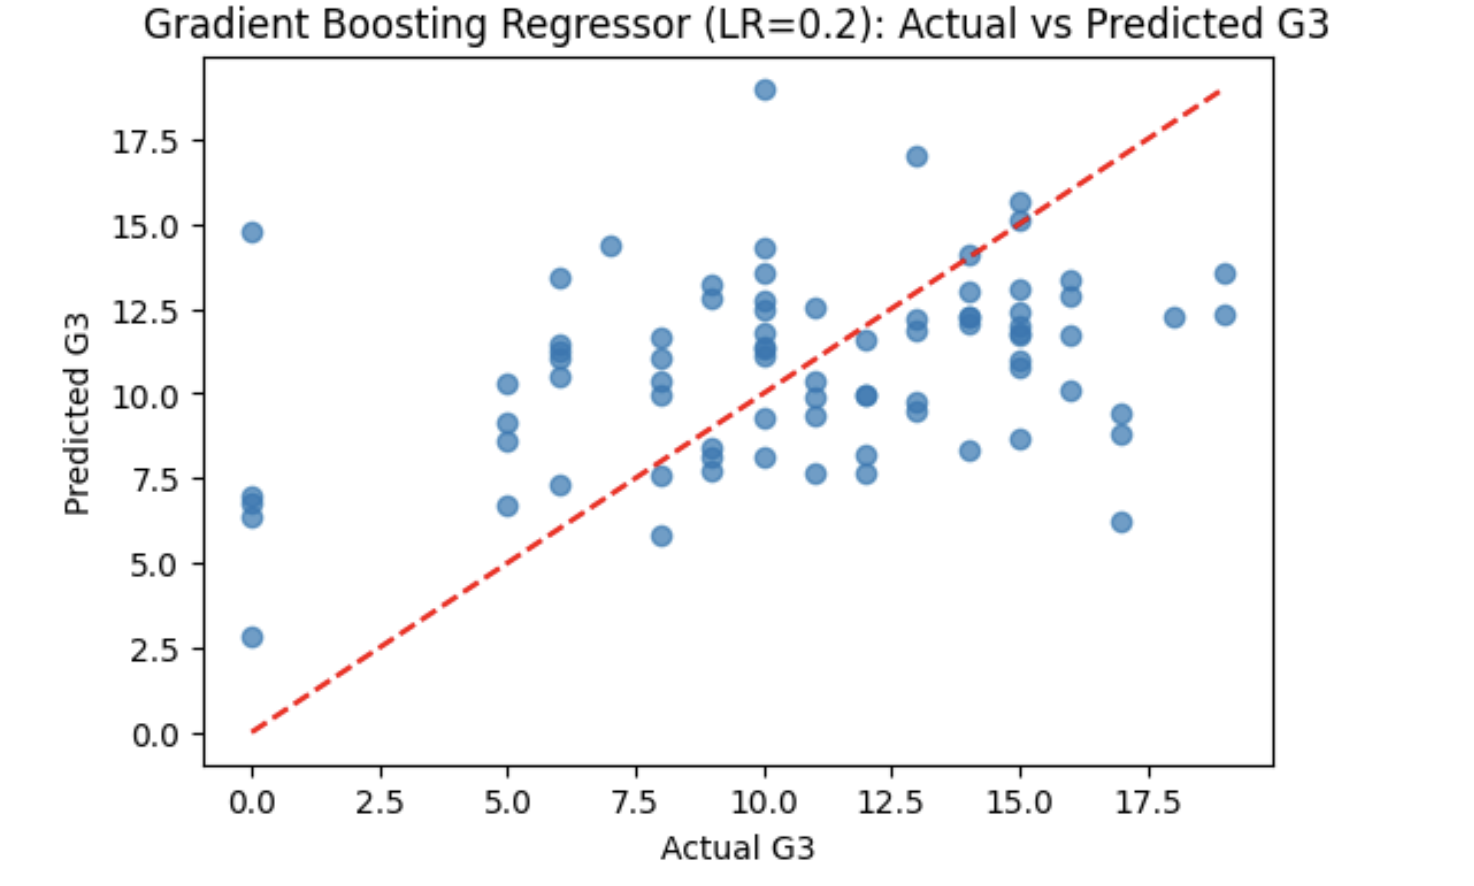 Gradient Boosting Regressor (LR=0.2): Actual vs Predicted G3
Predicted G3
17.5
15.0
12.5
10.0
7.5
5.0
2.5
0.0
0.0 2.5 5.0 7.5 10.0 12.5 15.0 17.5
Actual G3